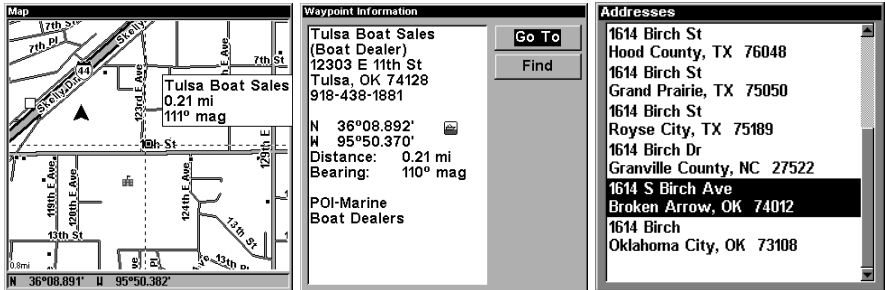 Map
7th St
Skelly
7th Pl
E Ave
7th St
44
Tulsa Boat Sales
0.21 mi
111° mag
Skelly Dr
123rd E Ave
11th St
129th E
119th E Ave
120th E Ave
124th E Ave
13th St
13th St
13th Pl
0.8mi
N 36°08.891' W 95°50.382'
Waypoint Information
Tulsa Boat Sales
(Boat Dealer)
12303 E 11th St
Tulsa, OK 74128
918-438-1881
N 36°08.892'
W 95°50.370'
Distance: 0.21 mi
Bearing: 110° mag
POI-Marine
Boat Dealers
Go To
Find
Addresses
1614 Birch St
Hood County, TX 76048
1614 Birch St
Grand Prairie, TX 75050
1614 Birch St
Royse City, TX 75189
1614 Birch Dr
Granville County, NC 27522
1614 S Birch Ave
Broken Arrow, OK 74012
1614 Birch
Oklahoma City, OK 73108